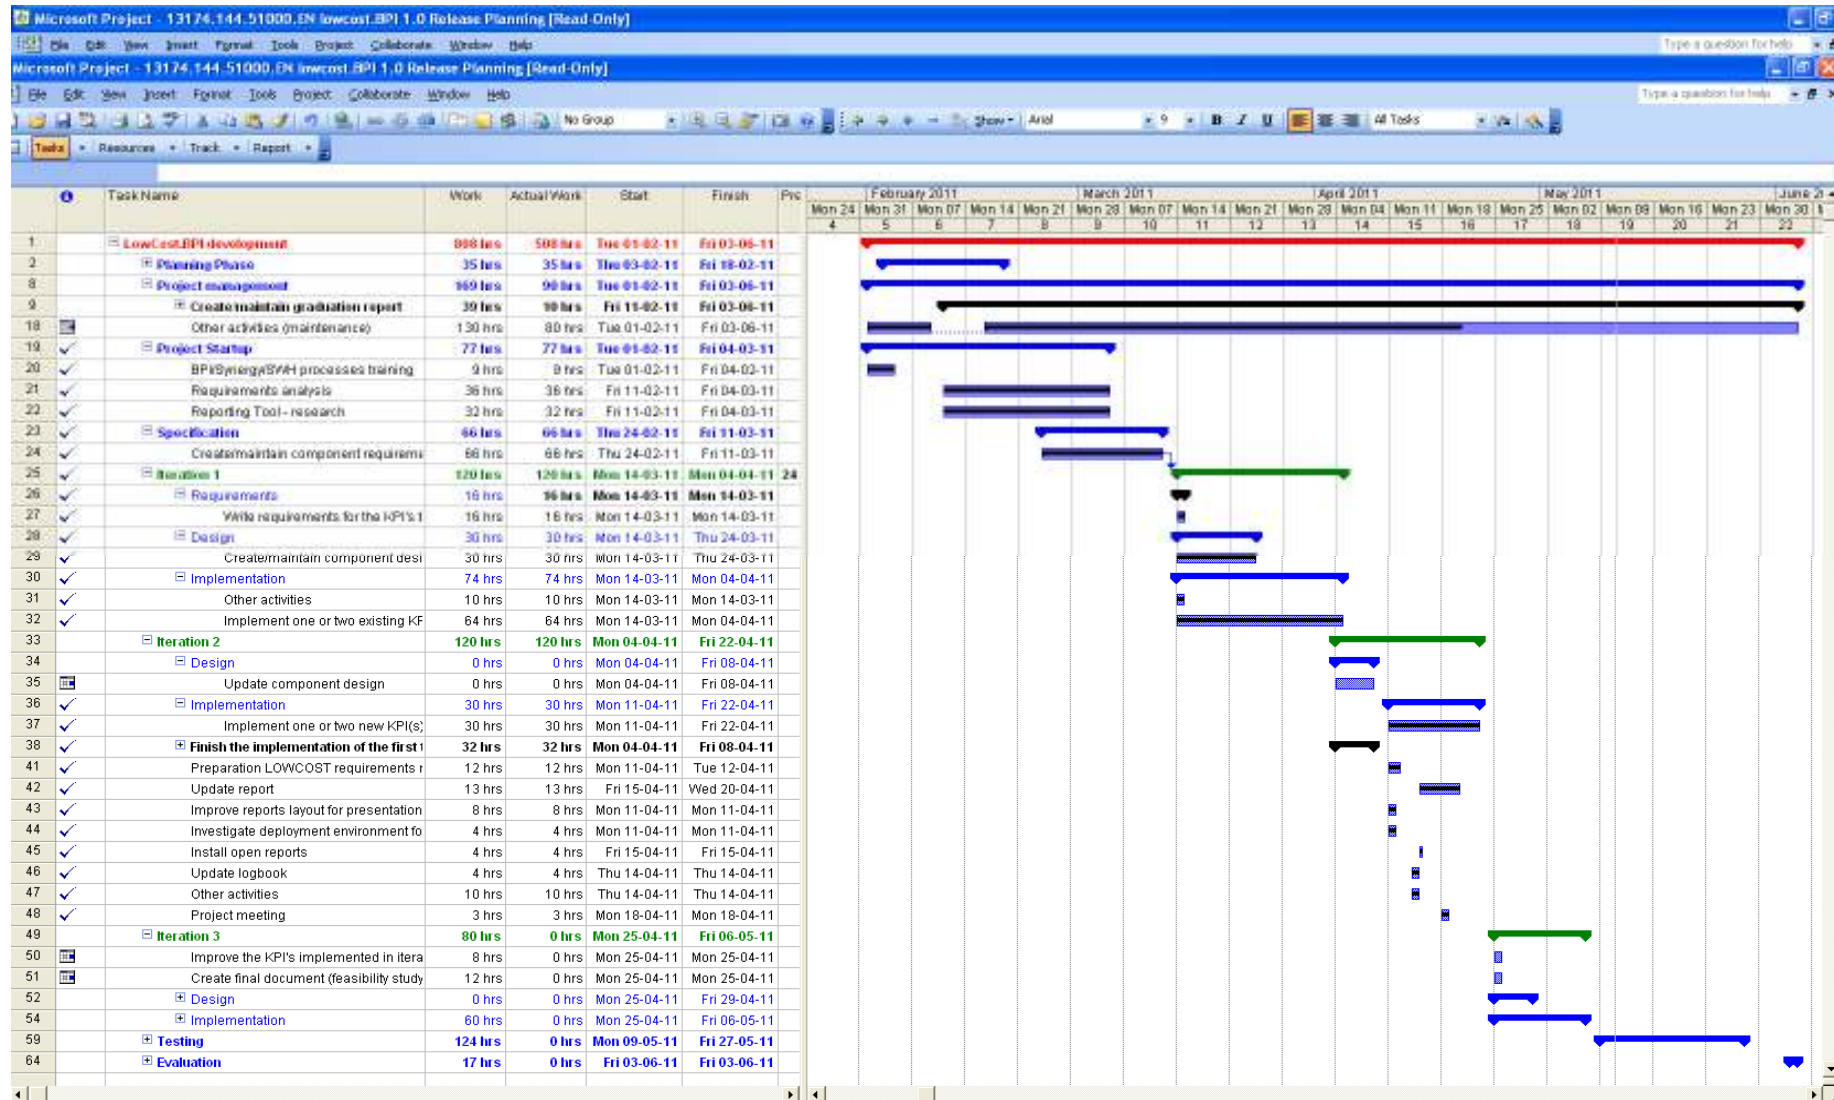 Microsoft Project - 13174.144.51000.EN lowcost.BPI 1.0 Release Planning [Read-Only]
File Edit View Insert Format Tools Project Collaborate Window Help Type a question for help
Microsoft Project - 13174.144.51000.EN lowcost.BPI 1.0 Release Planning [Read-Only]
File Edit View Insert Format Tools Project Collaborate Window Help Type a question for help
No Group Show Arial 9 B I U All Tasks
Tasks Resources Track Report
Task Name Work Actual Work Start Finish February 2011 March 2011 April 2011 May 2011 June
Mon 24 Mon 31 Mon 07 Mon 14 Mon 21 Mon 28 Mon 07 Mon 14 Mon 21 Mon 28 Mon 04 Mon 11 Mon 18 Mon 25 Mon 02 Mon 09 Mon 16 Mon 23 Mon 30
4 5 6 7 8 9 10 11 12 13 14 15 16 17 18 19 20 21 22
1 LowCost.BPI development 808 hrs 508 hrs Tue 01-02-11 Fri 03-06-11
2 Planning Phase 35 hrs 35 hrs Thu 03-02-11 Fri 18-02-11
8 Project management 169 hrs 90 hrs Tue 01-02-11 Fri 03-06-11
9 Create/maintain graduation report 39 hrs 10 hrs Fri 11-02-11 Fri 03-06-11
18 Other activities (maintenance) 130 hrs 80 hrs Tue 01-02-11 Fri 03-06-11
19 Project Startup 77 hrs 77 hrs Tue 01-02-11 Fri 04-03-11
20 BPI/Synergy/SWH processes training 9 hrs 9 hrs Tue 01-02-11 Fri 04-02-11
21 Requirements analysis 36 hrs 36 hrs Fri 11-02-11 Fri 04-03-11
22 Reporting Tool - research 32 hrs 32 hrs Fri 11-02-11 Fri 04-03-11
23 Specification 66 hrs 66 hrs Thu 24-02-11 Fri 11-03-11
24 Create/maintain component requireme 66 hrs 66 hrs Thu 24-02-11 Fri 11-03-11
25 Iteration 1 120 hrs 120 hrs Mon 14-03-11 Mon 04-04-11 24
26 Requirements 16 hrs 16 hrs Mon 14-03-11 Mon 14-03-11
27 Write requirements for the KPI's 16 hrs 16 hrs Mon 14-03-11 Mon 14-03-11
28 Design 30 hrs 30 hrs Mon 14-03-11 Thu 24-03-11
29 Create/maintain component desi 30 hrs 30 hrs Mon 14-03-11 Thu 24-03-11
30 Implementation 74 hrs 74 hrs Mon 14-03-11 Mon 04-04-11
31 Other activities 10 hrs 10 hrs Mon 14-03-11 Mon 14-03-11
32 Implement one or two existing KF 64 hrs 64 hrs Mon 14-03-11 Mon 04-04-11
33 Iteration 2 120 hrs 120 hrs Mon 04-04-11 Fri 22-04-11
34 Design 0 hrs 0 hrs Mon 04-04-11 Fri 08-04-11
35 Update component design 0 hrs 0 hrs Mon 04-04-11 Fri 08-04-11
36 Implementation 30 hrs 30 hrs Mon 11-04-11 Fri 22-04-11
37 Implement one or two new KPI(s) 30 hrs 30 hrs Mon 11-04-11 Fri 22-04-11
38 Finish the implementation of the first 32 hrs 32 hrs Mon 04-04-11 Fri 08-04-11
41 Preparation LOWCOST requirements 12 hrs 12 hrs Mon 11-04-11 Tue 12-04-11
42 Update report 13 hrs 13 hrs Fri 15-04-11 Wed 20-04-11
43 Improve reports layout for presentation 8 hrs 8 hrs Mon 11-04-11 Mon 11-04-11
44 Investigate deployment environment fo 4 hrs 4 hrs Mon 11-04-11 Mon 11-04-11
45 Install open reports 4 hrs 4 hrs Fri 15-04-11 Fri 15-04-11
46 Update logbook 4 hrs 4 hrs Thu 14-04-11 Thu 14-04-11
47 Other activities 10 hrs 10 hrs Thu 14-04-11 Thu 14-04-11
48 Project meeting 3 hrs 3 hrs Mon 18-04-11 Mon 18-04-11
49 Iteration 3 80 hrs 0 hrs Mon 25-04-11 Fri 06-05-11
50 Improve the KPI's implemented in itera 8 hrs 0 hrs Mon 25-04-11 Mon 25-04-11
51 Create final document (feasibility study 12 hrs 0 hrs Mon 25-04-11 Mon 25-04-11
52 Design 0 hrs 0 hrs Mon 25-04-11 Fri 29-04-11
54 Implementation 60 hrs 0 hrs Mon 25-04-11 Fri 06-05-11
59 Testing 124 hrs 0 hrs Mon 09-05-11 Fri 27-05-11
64 Evaluation 17 hrs 0 hrs Fri 03-06-11 Fri 03-06-11